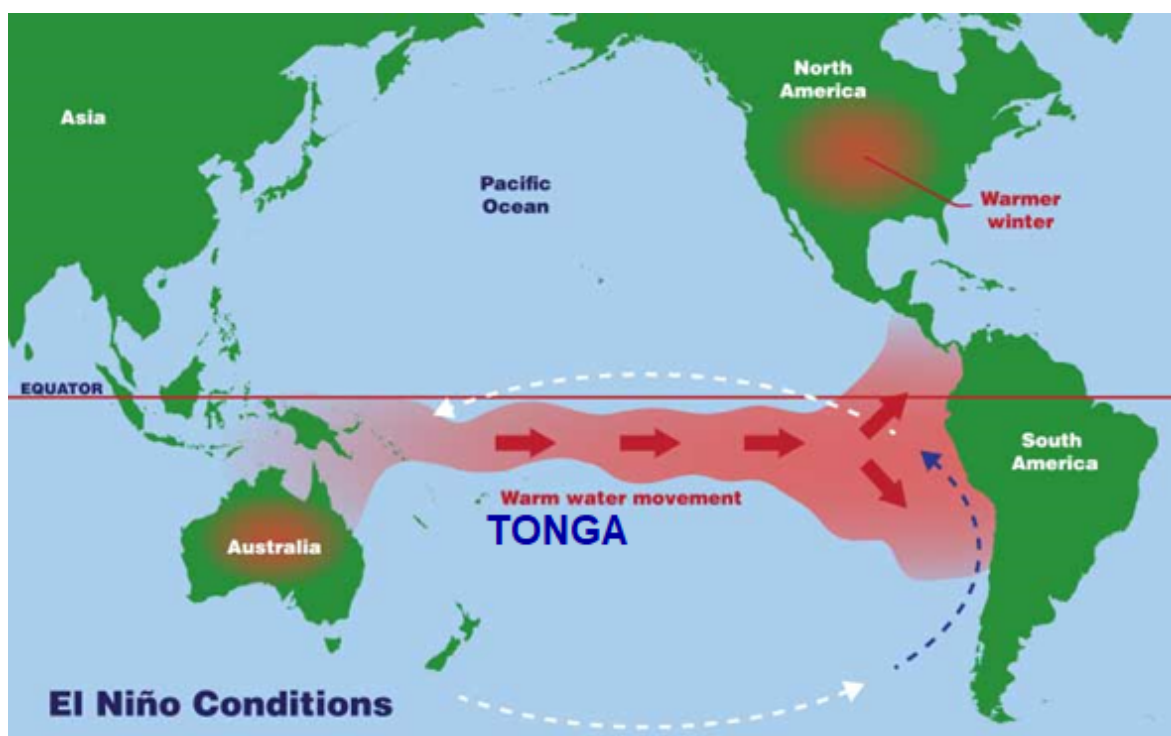 North
America
Asia
Pacific
Ocean
Warmer
winter
EQUATOR
South
America
Warm water movement
TONGA
Australia
El Niño Conditions